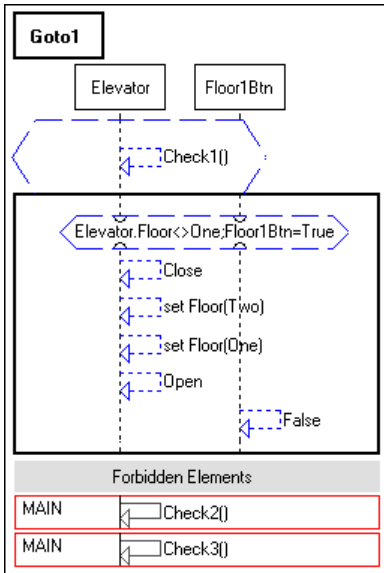 Goto1
Elevator Floor1Btn
Check1()
Elevator.Floor<>One;Floor1Btn=True
Close
set Floor(Two)
set Floor(One)
Open
False
Forbidden Elements
MAIN Check2()
MAIN Check3()